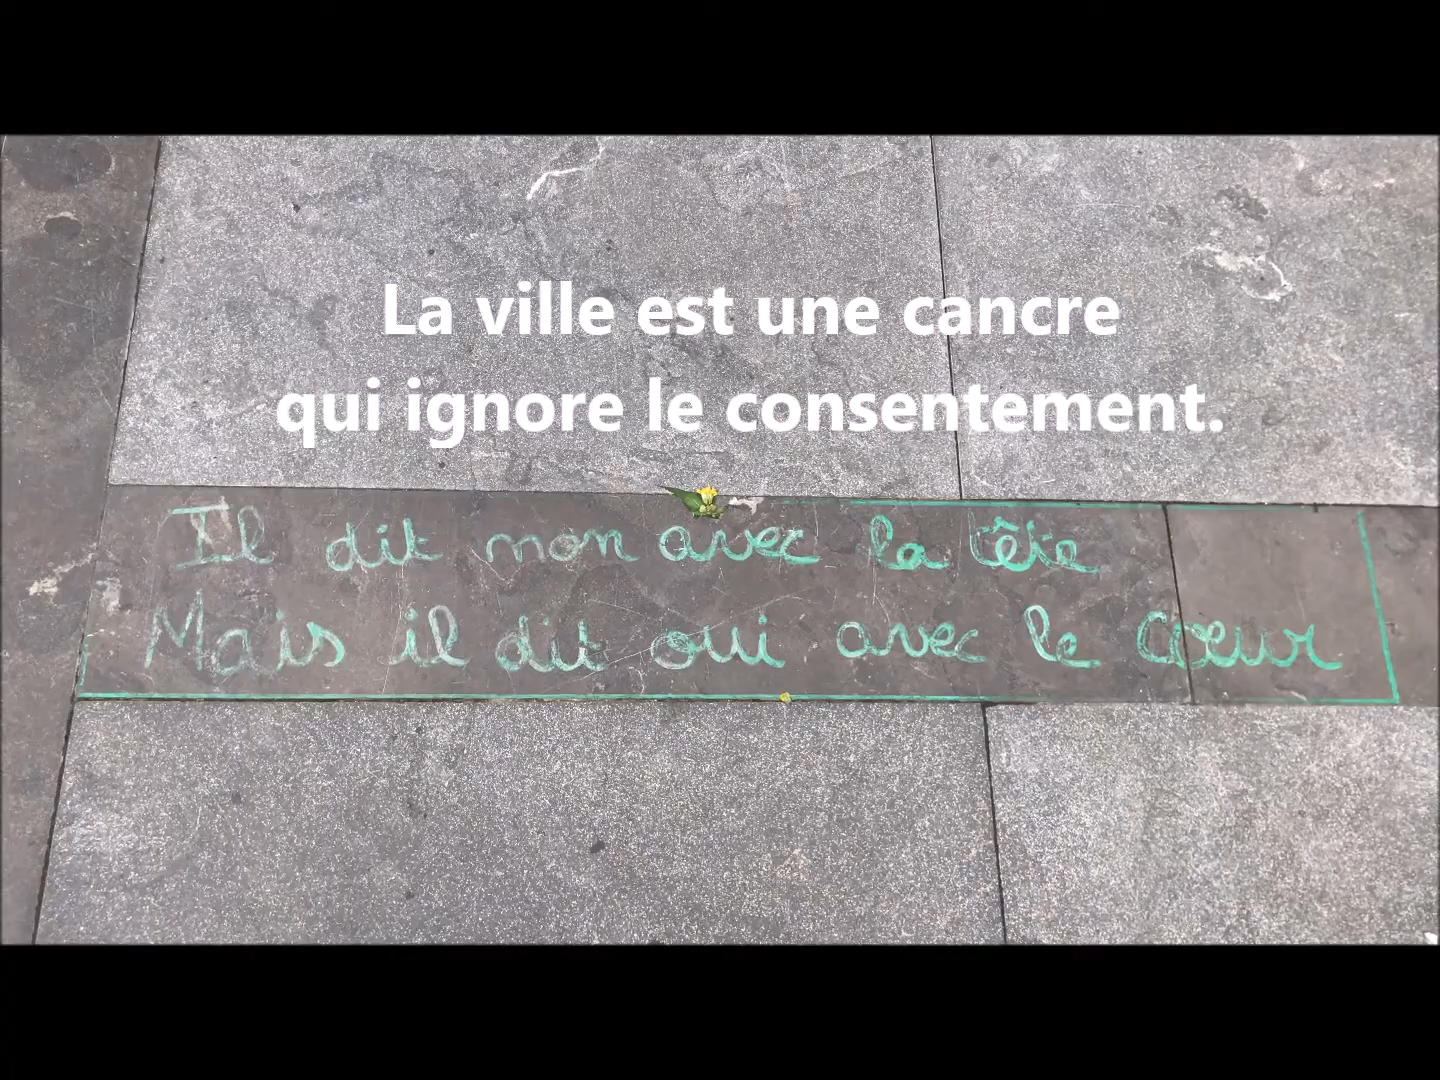 La ville est une cancre
qui ignore le consentement.
Il dit non avec la tête
Mais il dit oui avec le Coeur